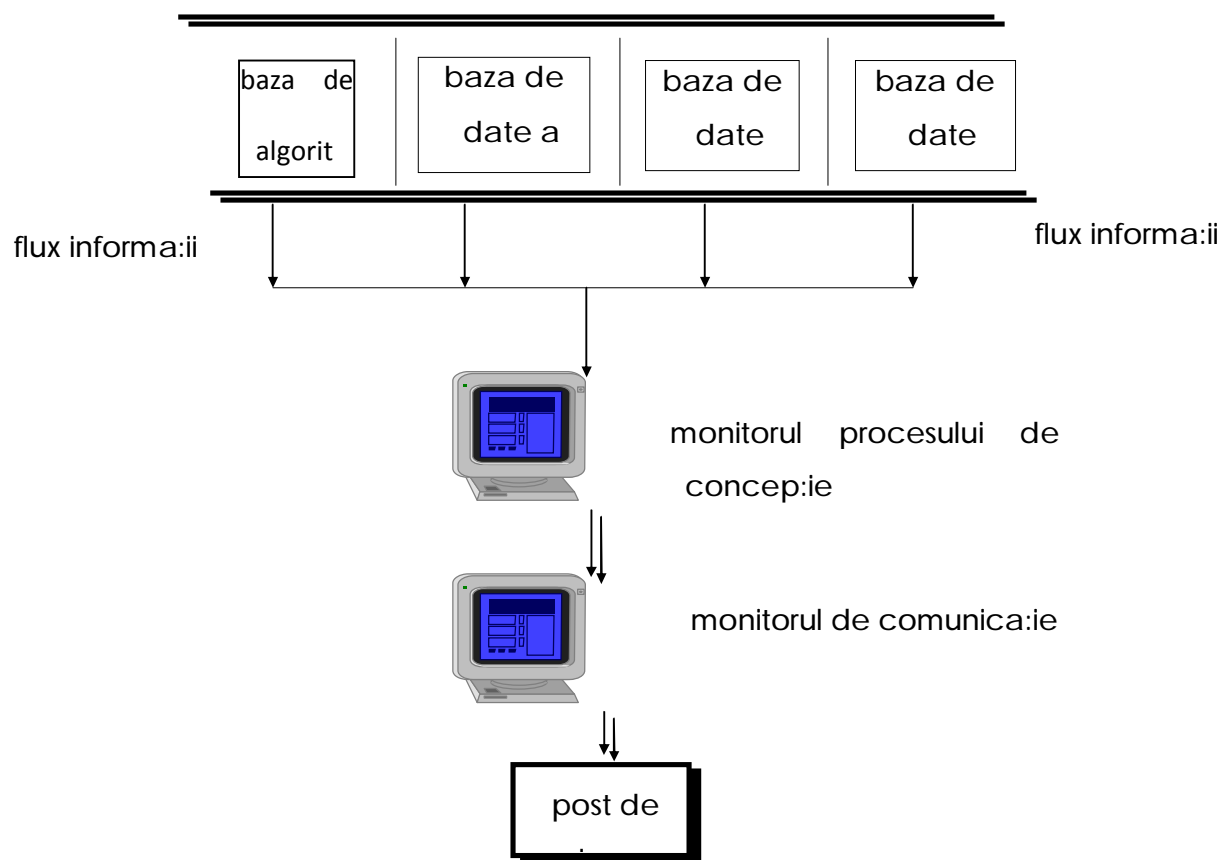 baza de
algorit
baza de
date a
baza de
date
baza de
date
flux informa:ii
flux informa:ii
monitorul procesului de
concep:ie
monitorul de comunica:ie
post de